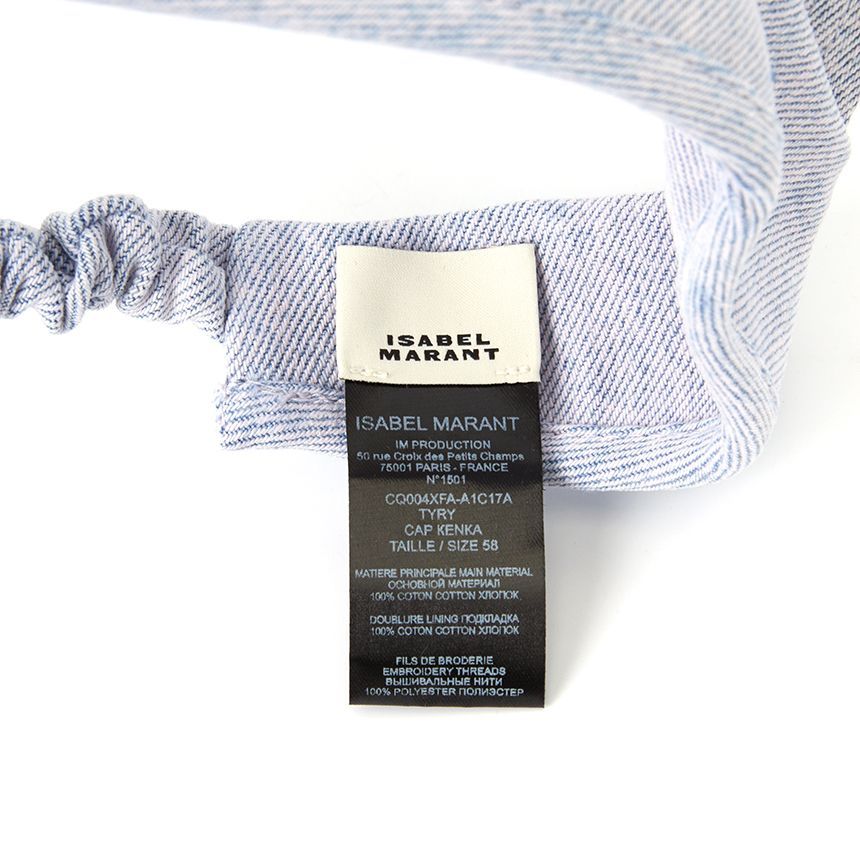 ISABEL
MARANT
ISABEL MARANT
IM PRODUCTION
50 rue Croix des Petits Champs
75001 PARIS - FRANCE
N°1501
CQ004XFA-A1C17A
TYRY
CAP KENKA
TAILLE / SIZE 58
MATIERE PRINCIPALE MAIN MATERIAL
ОСНОВНОЙ МАТЕРИАЛ
100% COTON COTTON ХЛОПОК
DOUBLURE LINING ПОДКЛАДКА
100% COTON COTTON ХЛОПОК
FILS DE BRODERIE
EMBROIDERY THREADS
ВЫШИВАЛЬНЫЕ НИТИ
100% POLYESTER ПОЛИЭСТЕР